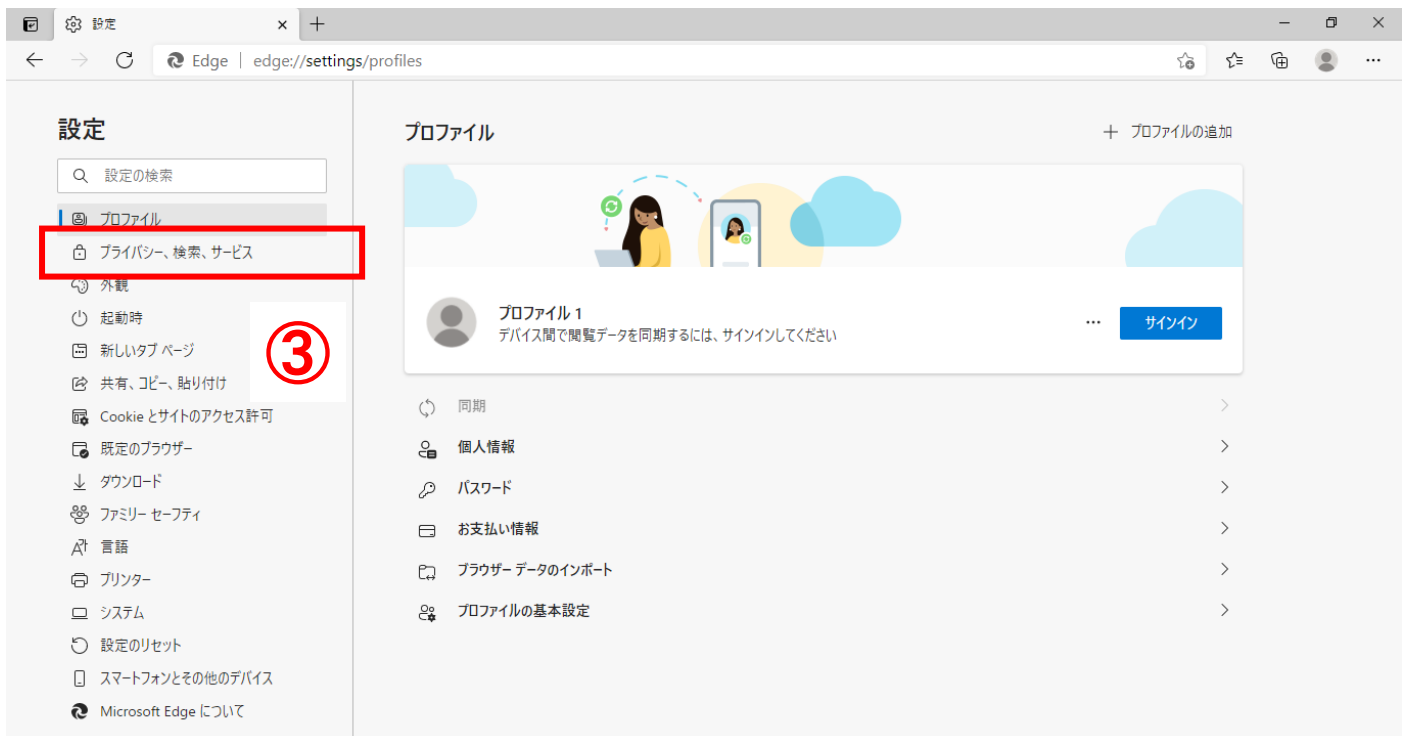 設定
Edge | edge://settings/profiles
設定
設定の検索
プロファイル
プライバシー、検索、サービス
外観
起動時
新しいタブ ページ
共有、コピー、貼り付け
Cookie とサイトのアクセス許可
既定のブラウザー
ダウンロード
ファミリー セーフティ
言語
プリンター
システム
設定のリセット
スマートフォンとその他のデバイス
Microsoft Edge について
③
プロファイル
プロファイルの追加
プロファイル 1
デバイス間で閲覧データを同期するには、サインインしてください
サインイン
同期
個人情報
パスワード
お支払い情報
ブラウザー データのインポート
プロファイルの基本設定